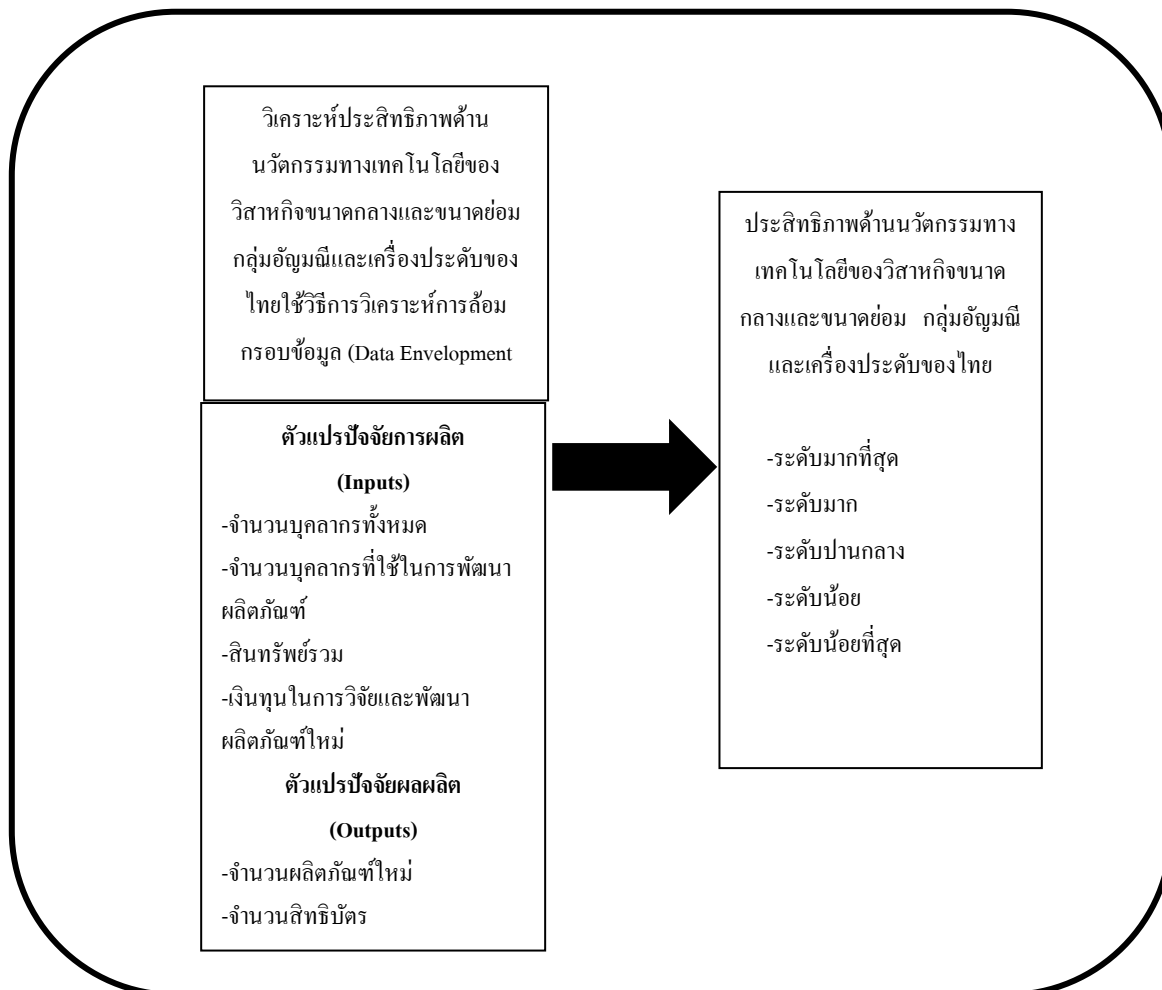 วิเคราะห์ประสิทธิภาพด้าน
นวัตกรรมทางเทคโนโลยีของ
วิสาหกิจขนาดกลางและขนาดย่อม
กลุ่มอัญมณีและเครื่องประดับของ
ไทยใช้วิธีการวิเคราะห์การล้อม
กรอบข้อมูล (Data Envelopment
ตัวแปรปัจจัยการผลิต
(Inputs)
-จำนวนบุคลากรทั้งหมด
-จำนวนบุคลากรที่ใช้ในการพัฒนา
ผลิตภัณฑ์
-สินทรัพย์รวม
-เงินทุนในการวิจัยและพัฒนา
ผลิตภัณฑ์ใหม่
ตัวแปรปัจจัยผลผลิต
(Outputs)
-จำนวนผลิตภัณฑ์ใหม่
-จำนวนสิทธิบัตร
ประสิทธิภาพด้านนวัตกรรมทาง
เทคโนโลยีของวิสาหกิจขนาด
กลางและขนาดย่อม กลุ่มอัญมณี
และเครื่องประดับของไทย
-ระดับมากที่สุด
-ระดับมาก
-ระดับปานกลาง
-ระดับน้อย
-ระดับน้อยที่สุด